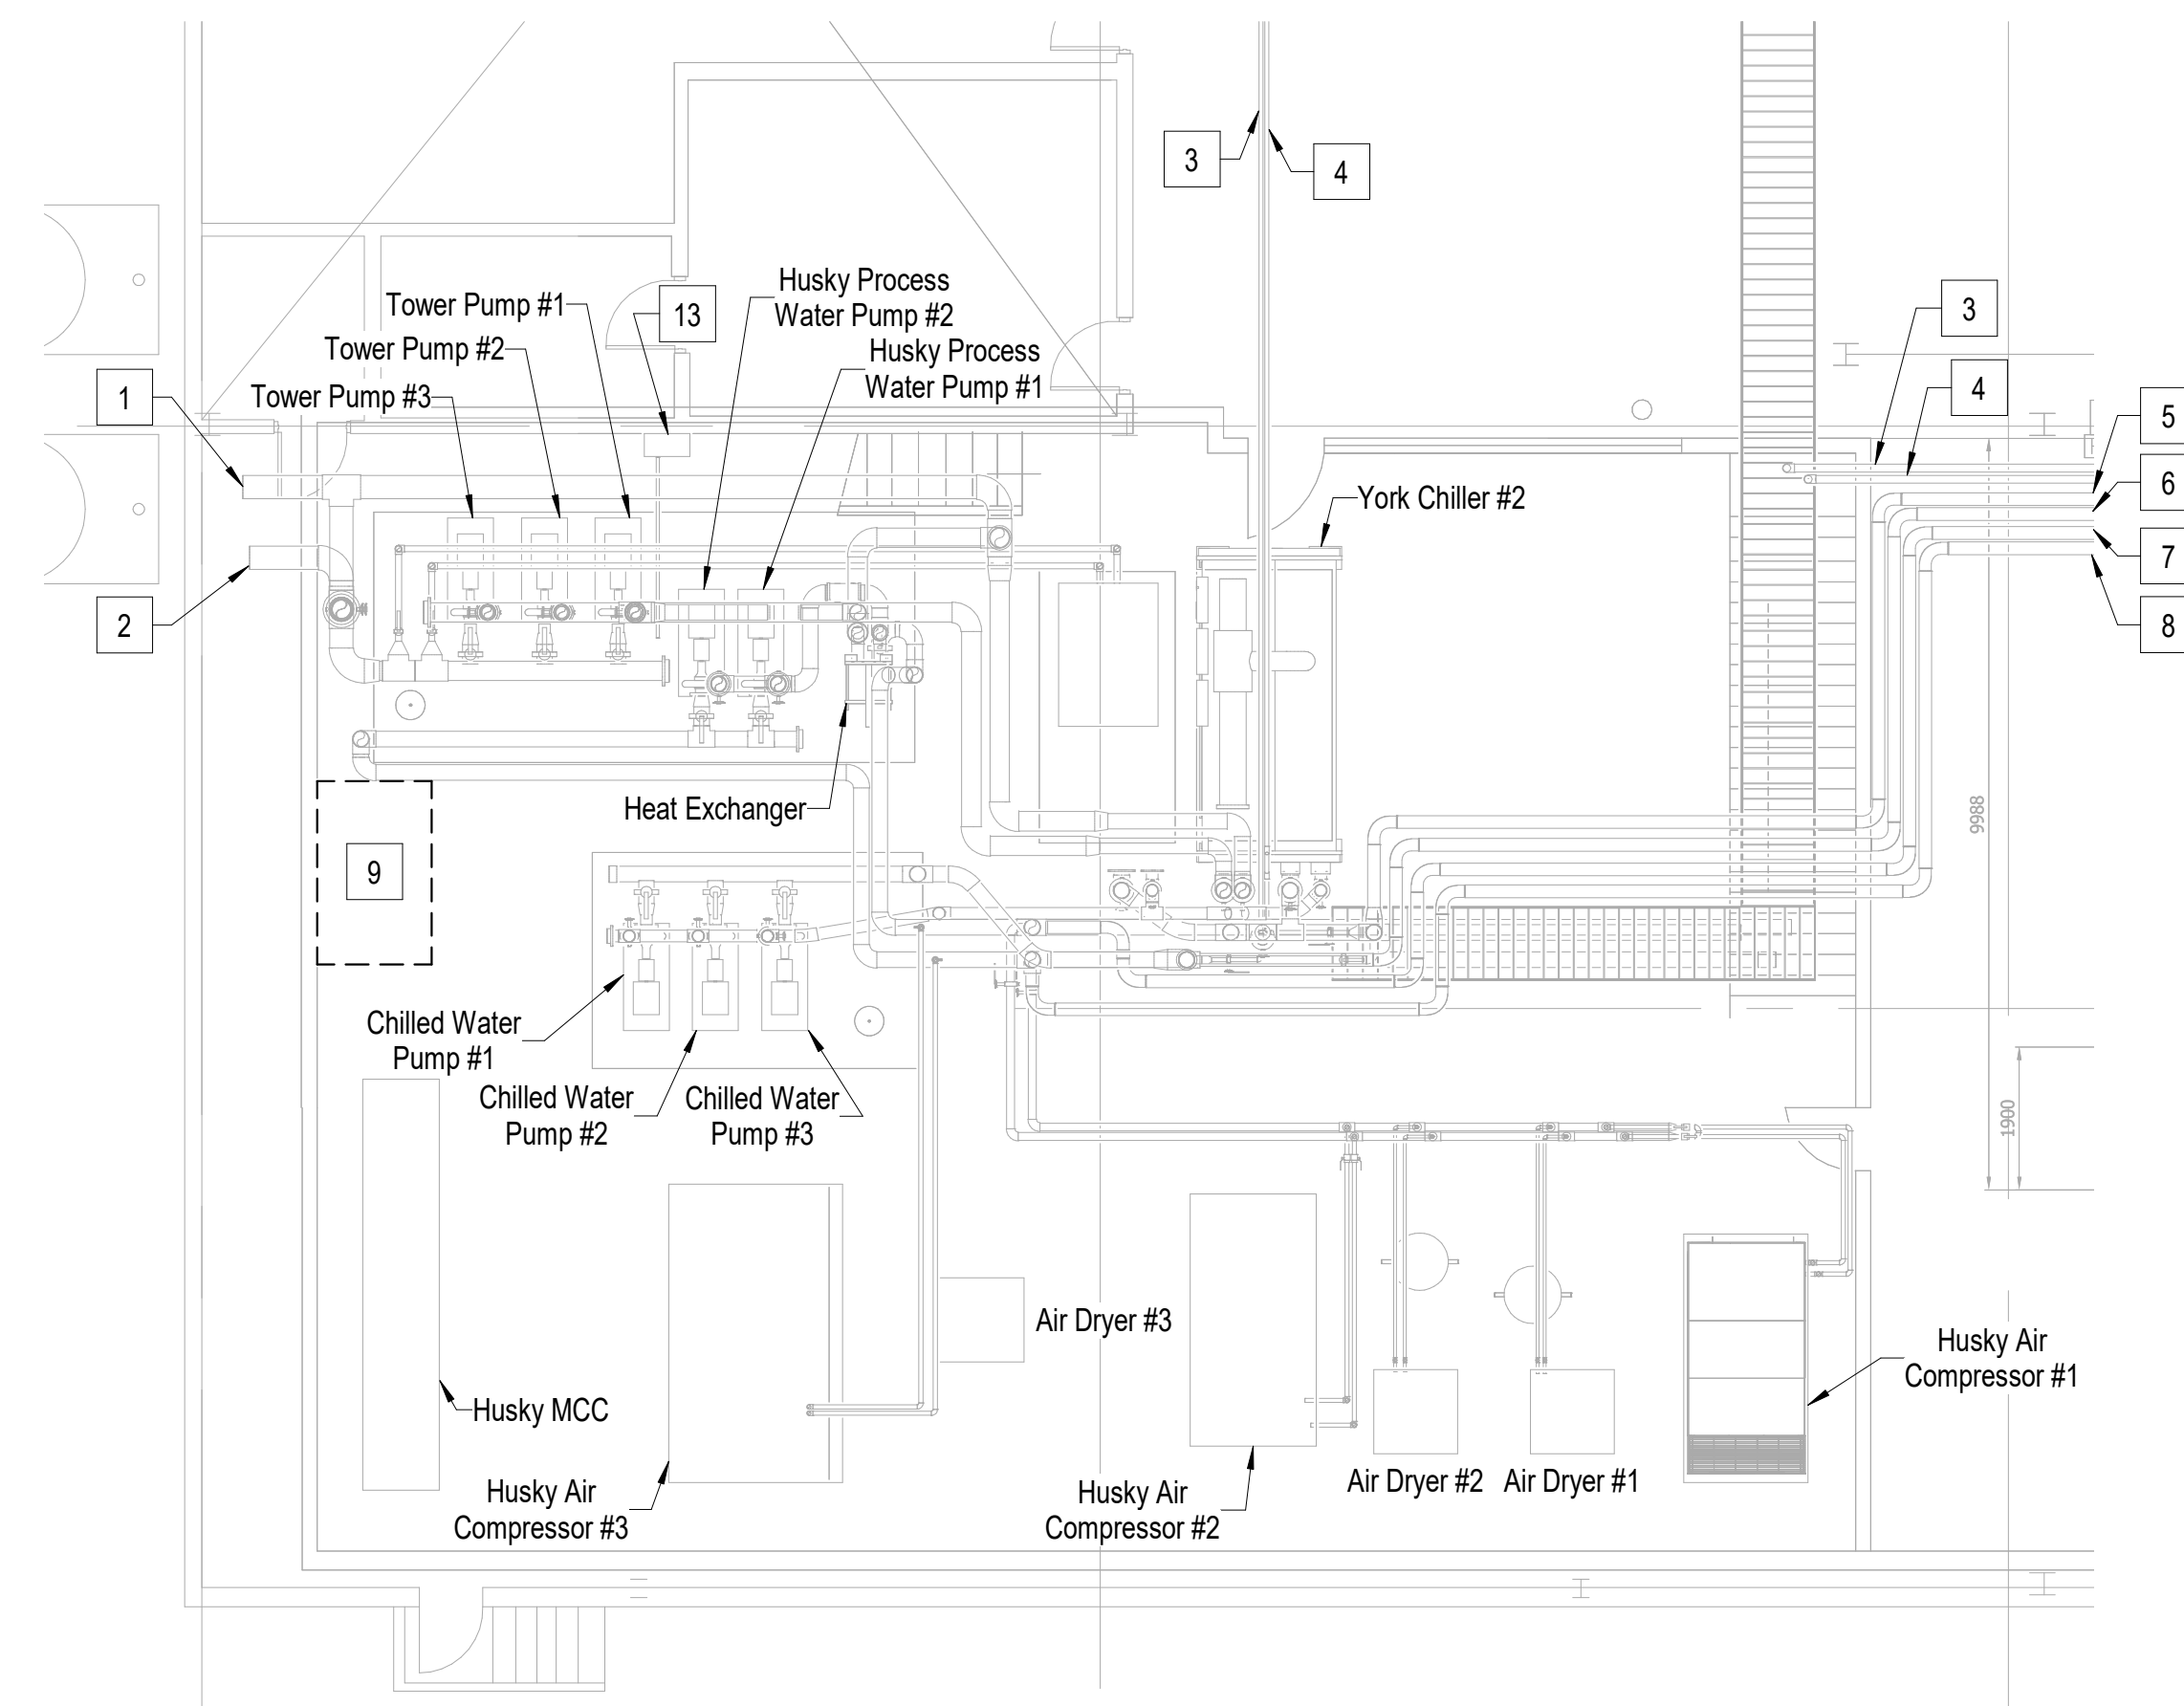 3
4
Husky Process
Water Pump #2
Tower Pump #1
13
3
Tower Pump #2
Husky Process
Water Pump #1
1
Tower Pump #3
4
5
York Chiller #2
6
7
2
8
Heat Exchanger
9988
9
Chilled Water
Pump #1
Chilled Water
Pump #2
Chilled Water
Pump #3
1900
Air Dryer #3
Husky Air
Compressor #1
Husky MCC
Air Dryer #2
Air Dryer #1
Husky Air
Compressor #3
Husky Air
Compressor #2